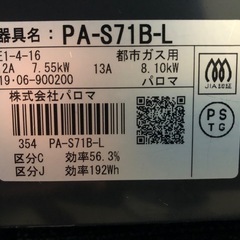 器具名： PA-S71B-L
E1-4-16 都市ガス用
2A 7.55kW 13A 8.10kW
19･06-900200 パロマ
株式会社パロマ
354 PA-S71B-L
区分C 効率56.3%
区分J 効率192Wh
JIA認証
PS
TG